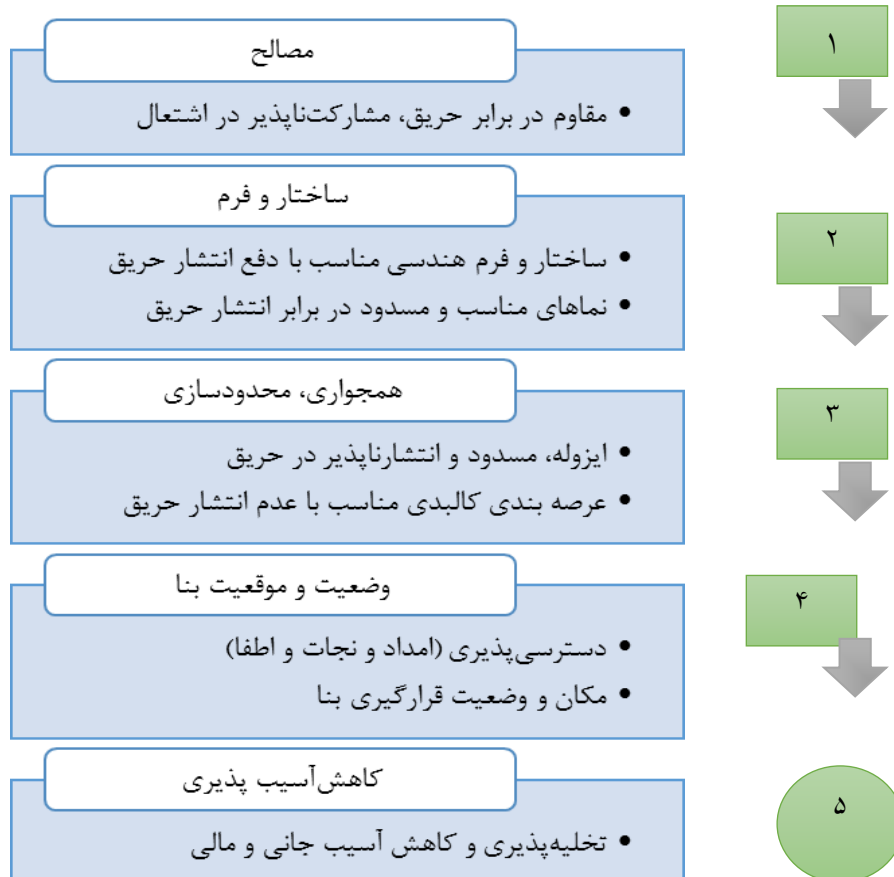 ۱
مصالح
• مقاوم در برابر حریق، مشارکت‌ناپذیر در اشتعال
۲
ساختار و فرم
• ساختار و فرم هندسی مناسب با دفع انتشار حریق
• نماهای مناسب و مسدود در برابر انتشار حریق
۳
همجواری، محدودسازی
• ایزوله، مسدود و انتشارناپذیر در حریق
• عرصه بندی کالبدی مناسب با عدم انتشار حریق
۴
وضعیت و موقعیت بنا
• دسترسی‌پذیری (امداد و نجات و اطفا)
• مکان و وضعیت قرارگیری بنا
۵
کاهش‌آسیب پذیری
• تخلیه‌پذیری و کاهش آسیب جانی و مالی